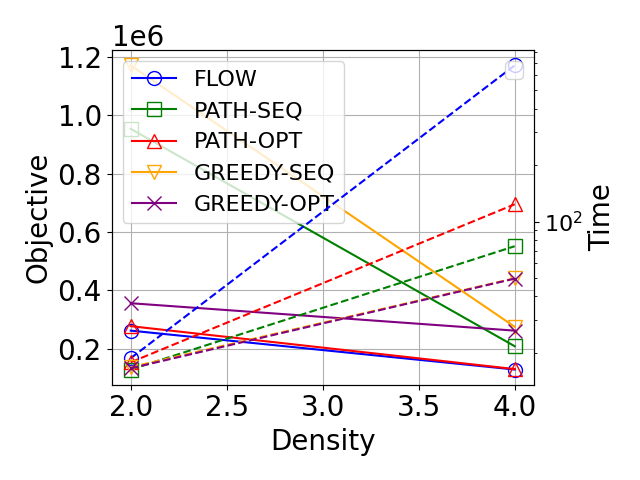 1e6
1.2
1.0
0.8
0.6
0.4
0.2
Objective
FLOW
PATH-SEQ
PATH-OPT
GREEDY-SEQ
GREEDY-OPT
10²
Time
2.0 2.5 3.0 3.5 4.0
Density